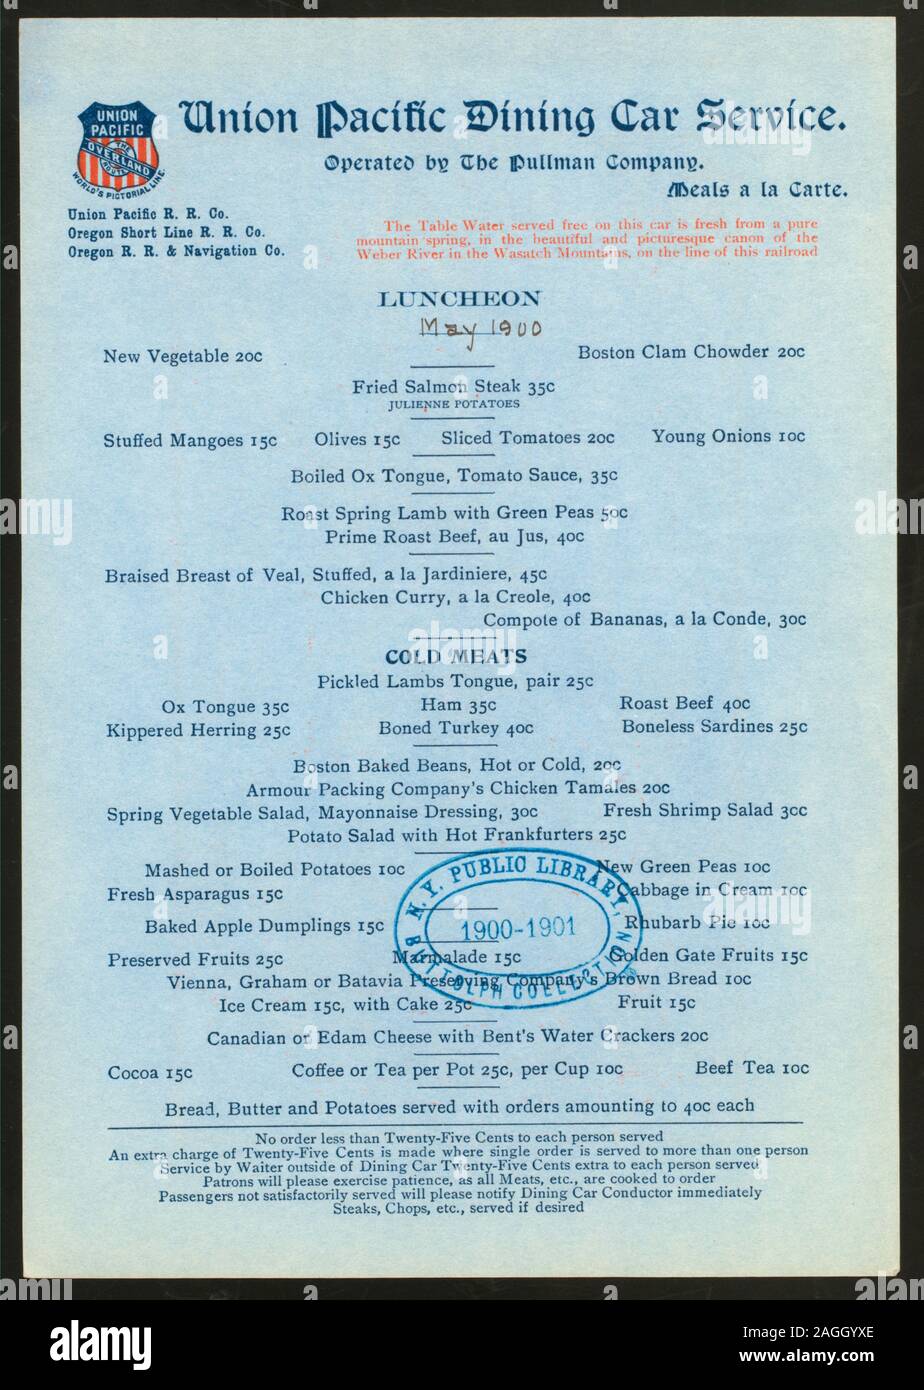 UNION
PACIFIC
THE
OVERLAND
ROUTE
WORLD'S PICTORIAL LINE
Union Pacific Dining Car Service.
Operated by The Pullman Company.
Meals a la Carte.
Union Pacific R. R. Co.
Oregon Short Line R. R. Co.
Oregon R. R. & Navigation Co.
The Table Water served free on this car is fresh from a pure
mountain spring, in the beautiful and picturesque canon of the
Weber River in the Wasatch Mountains, on the line of this railroad
LUNCHEON
May 1900
New Vegetable 20c Boston Clam Chowder 20c
Fried Salmon Steak 35c
JULIENNE POTATOES
Stuffed Mangoes 15c Olives 15c Sliced Tomatoes 20c Young Onions 10c
Boiled Ox Tongue, Tomato Sauce, 35c
Roast Spring Lamb with Green Peas 50c
Prime Roast Beef, au Jus, 40c
Braised Breast of Veal, Stuffed, a la Jardiniere, 45c
Chicken Curry, a la Creole, 40c
Compote of Bananas, a la Conde, 30c
COLD MEATS
Pickled Lambs Tongue, pair 25c
Ox Tongue 35c Ham 35c Roast Beef 40c
Kippered Herring 25c Boned Turkey 40c Boneless Sardines 25c
Boston Baked Beans, Hot or Cold, 20c
Armour Packing Company's Chicken Tamales 20c
Spring Vegetable Salad, Mayonnaise Dressing, 30c Fresh Shrimp Salad 30c
Potato Salad with Hot Frankfurters 25c
Mashed or Boiled Potatoes 10c New Green Peas 10c
Fresh Asparagus 15c Cabbage in Cream 10c
Baked Apple Dumplings 15c Rhubarb Pie 10c
Preserved Fruits 25c Marmalade 15c Golden Gate Fruits 15c
Vienna, Graham or Batavia Preserving Company's Brown Bread 10c
Ice Cream 15c, with Cake 25c Fruit 15c
Canadian or Edam Cheese with Bent's Water Crackers 20c
Cocoa 15c Coffee or Tea per Pot 25c, per Cup 10c Beef Tea 10c
Bread, Butter and Potatoes served with orders amounting to 40c each
No order less than Twenty-Five Cents to each person served
An extra charge of Twenty-Five Cents is made where single order is served to more than one person
Service by Waiter outside of Dining Car Twenty-Five Cents extra to each person served
Patrons will please exercise patience, as all Meats, etc., are cooked to order
Passengers not satisfactorily served will please notify Dining Car Conductor immediately
Steaks, Chops, etc., served if desired
N. Y. PUBLIC LIBRARY,
1900-1901
BUTTOLPH COLLECTION
alamy
Image ID: 2AGGYXE
www.alamy.com